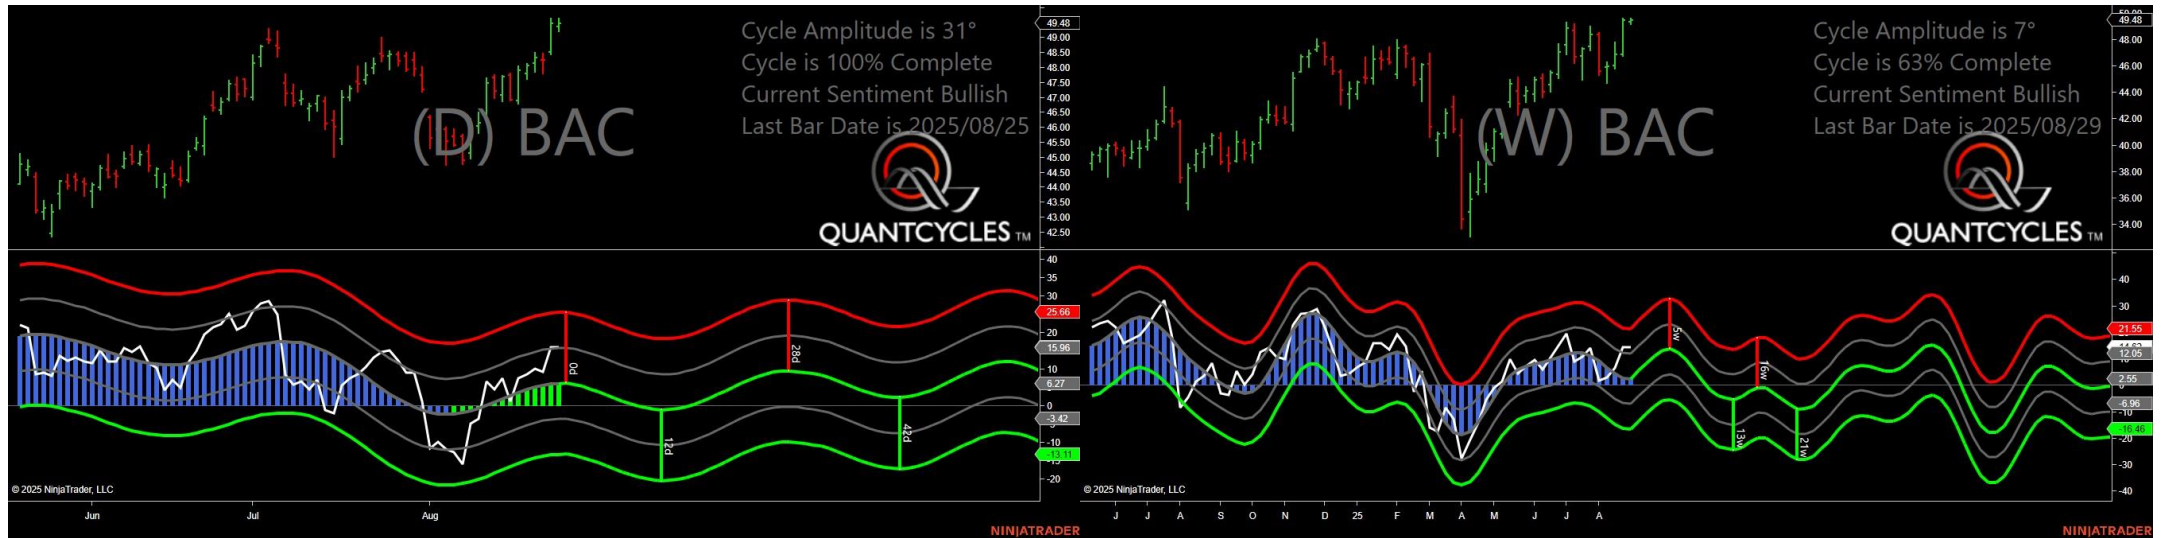 Cycle Amplitude is 31°
Cycle is 100% Complete
Current Sentiment Bullish
Last Bar Date is 2025/08/25
(D) BAC
QUANTCYCLES TM
49.48
49.00
48.50
48.00
47.50
47.00
46.50
46.00
45.50
45.00
44.50
44.00
43.50
43.00
42.50
40
35
30
25.66
20
15.96
10
6.27
0
-3.42
-10
-13.11
-20
0d
12d
28d
42d
© 2025 NinjaTrader, LLC
Jun
Jul
Aug
NINJATRADER
Cycle Amplitude is 7°
Cycle is 63% Complete
Current Sentiment Bullish
Last Bar Date is 2025/08/29
(W) BAC
QUANTCYCLES TM
49.48
48.00
46.00
44.00
42.00
40.00
38.00
36.00
34.00
40
30
21.55
12.05
2.55
-6.96
-10
-16.46
-20
-30
-40
5w
13w
16w
21w
© 2025 NinjaTrader, LLC
J
J
A
S
O
N
D
25
F
M
A
M
J
J
A
NINJATRADER